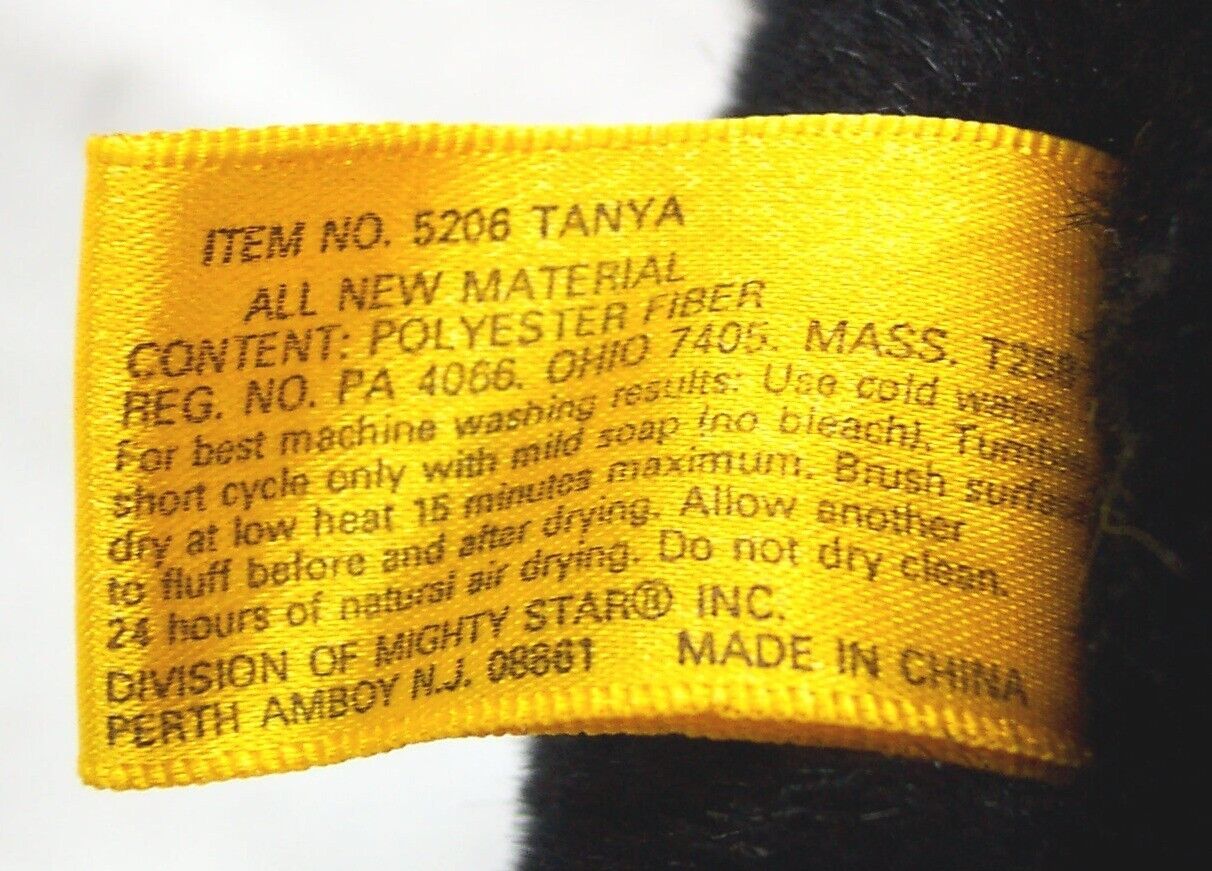 ITEM NO. 5206 TANYA
ALL NEW MATERIAL
CONTENT: POLYESTER FIBER
REG. NO. PA 4066. OHIO 7405. MASS.
For best machine washing results: Use cold water
short cycle only with mild soap (no bleach).
dry at low heat 15 minutes maximum. Brush
to fluff before and after drying. Allow another
24 hours of natural air drying. Do not dry clean.
DIVISION OF MIGHTY STAR® INC.
PERTH AMBOY N.J. 08861 MADE IN CHINA